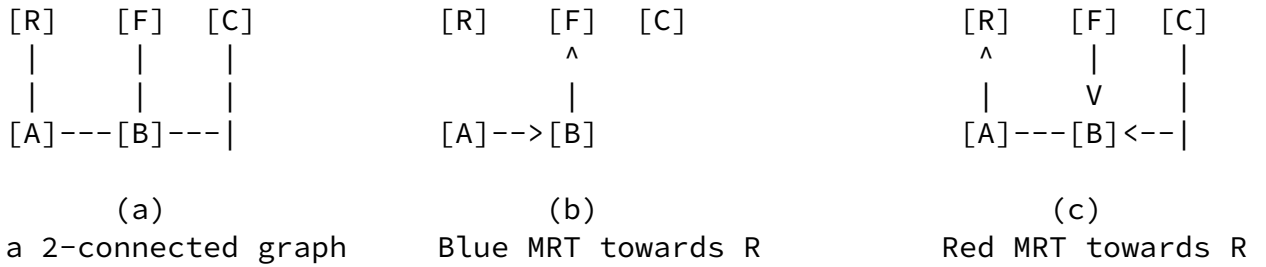 [R]     [F]   [C]          [R]     [F]   [C]               [R]     [F]   [C]
 |       |     |                    ^                       ^       |     |
 |       |     |                    |                       |       V     |
[A]---[B]---|              [A]-->[B]                       [A]---[B]<--|
(a)                        (b)                             (c)
a 2-connected graph        Blue MRT towards R              Red MRT towards R